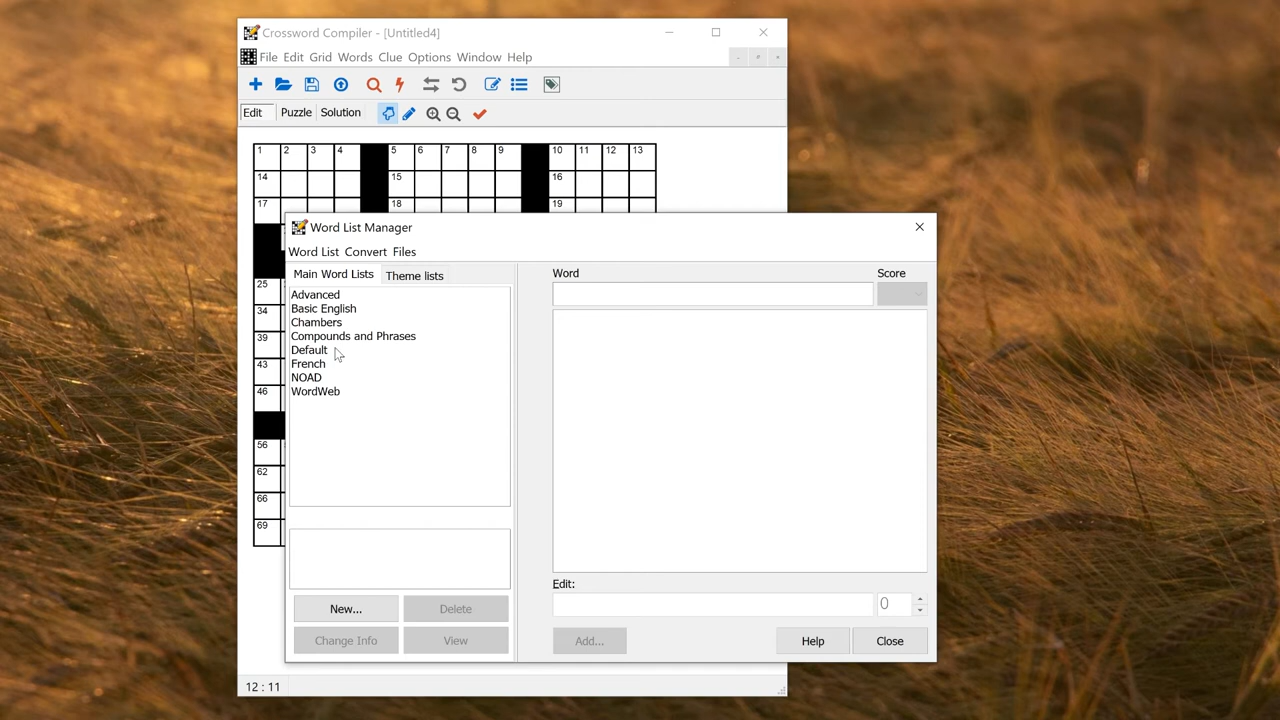 Crossword Compiler - [Untitled4]
File Edit Grid Words Clue Options Window Help
Edit Puzzle Solution
1 2 3 4 5 6 7 8 9 10 11 12 13
14 15 16
17 18 19
Word List Manager
Word List Convert Files
Main Word Lists Theme lists
Word Score
Advanced
Basic English
Chambers
Compounds and Phrases
Default
French
NOAD
WordWeb
25
34
39
43
46
56
62
66
69
Edit:
0
New... Delete
Change Info View
Add... Help Close
12 : 11